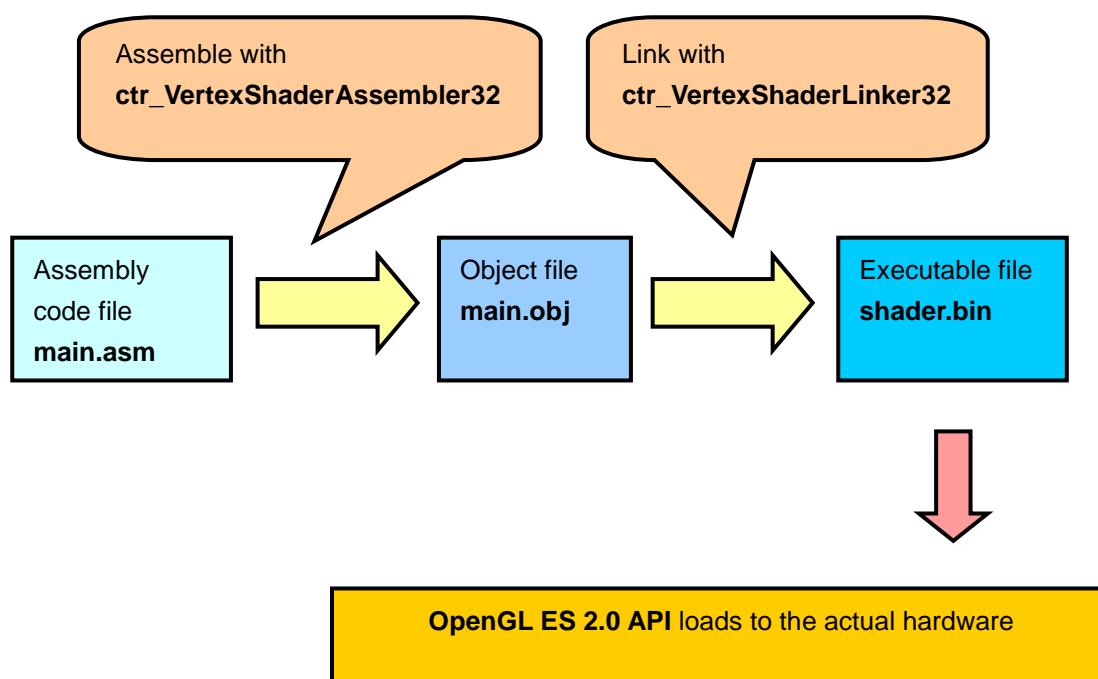 Assemble with
ctr_VertexShaderAssembler32
Link with
ctr_VertexShaderLinker32
Assembly
code file
main.asm
Object file
main.obj
Executable file
shader.bin
OpenGL ES 2.0 API loads to the actual hardware